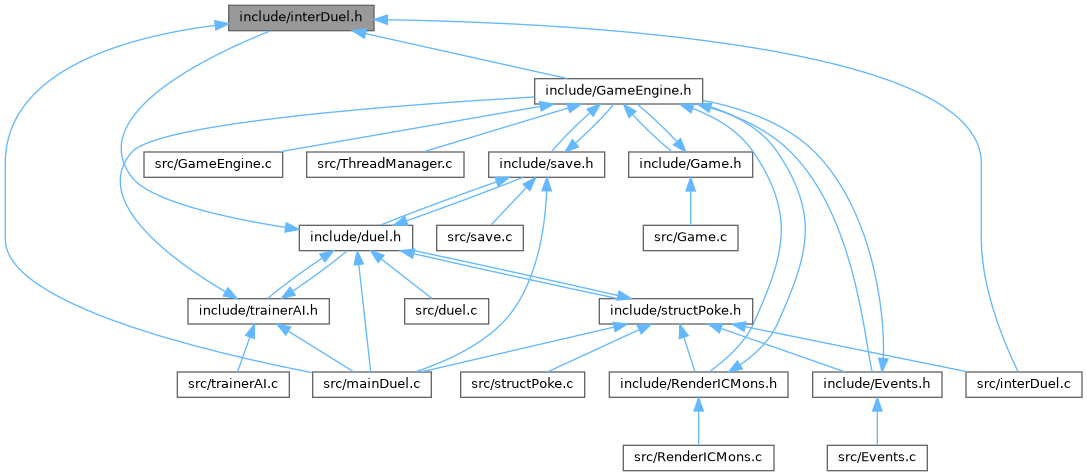 include/interDuel.h
include/GameEngine.h
src/GameEngine.c
src/ThreadManager.c
include/save.h
include/Game.h
include/duel.h
src/save.c
src/Game.c
include/trainerAI.h
src/duel.c
include/structPoke.h
src/trainerAI.c
src/mainDuel.c
src/structPoke.c
include/RenderICMons.h
include/Events.h
src/interDuel.c
src/RenderICMons.c
src/Events.c